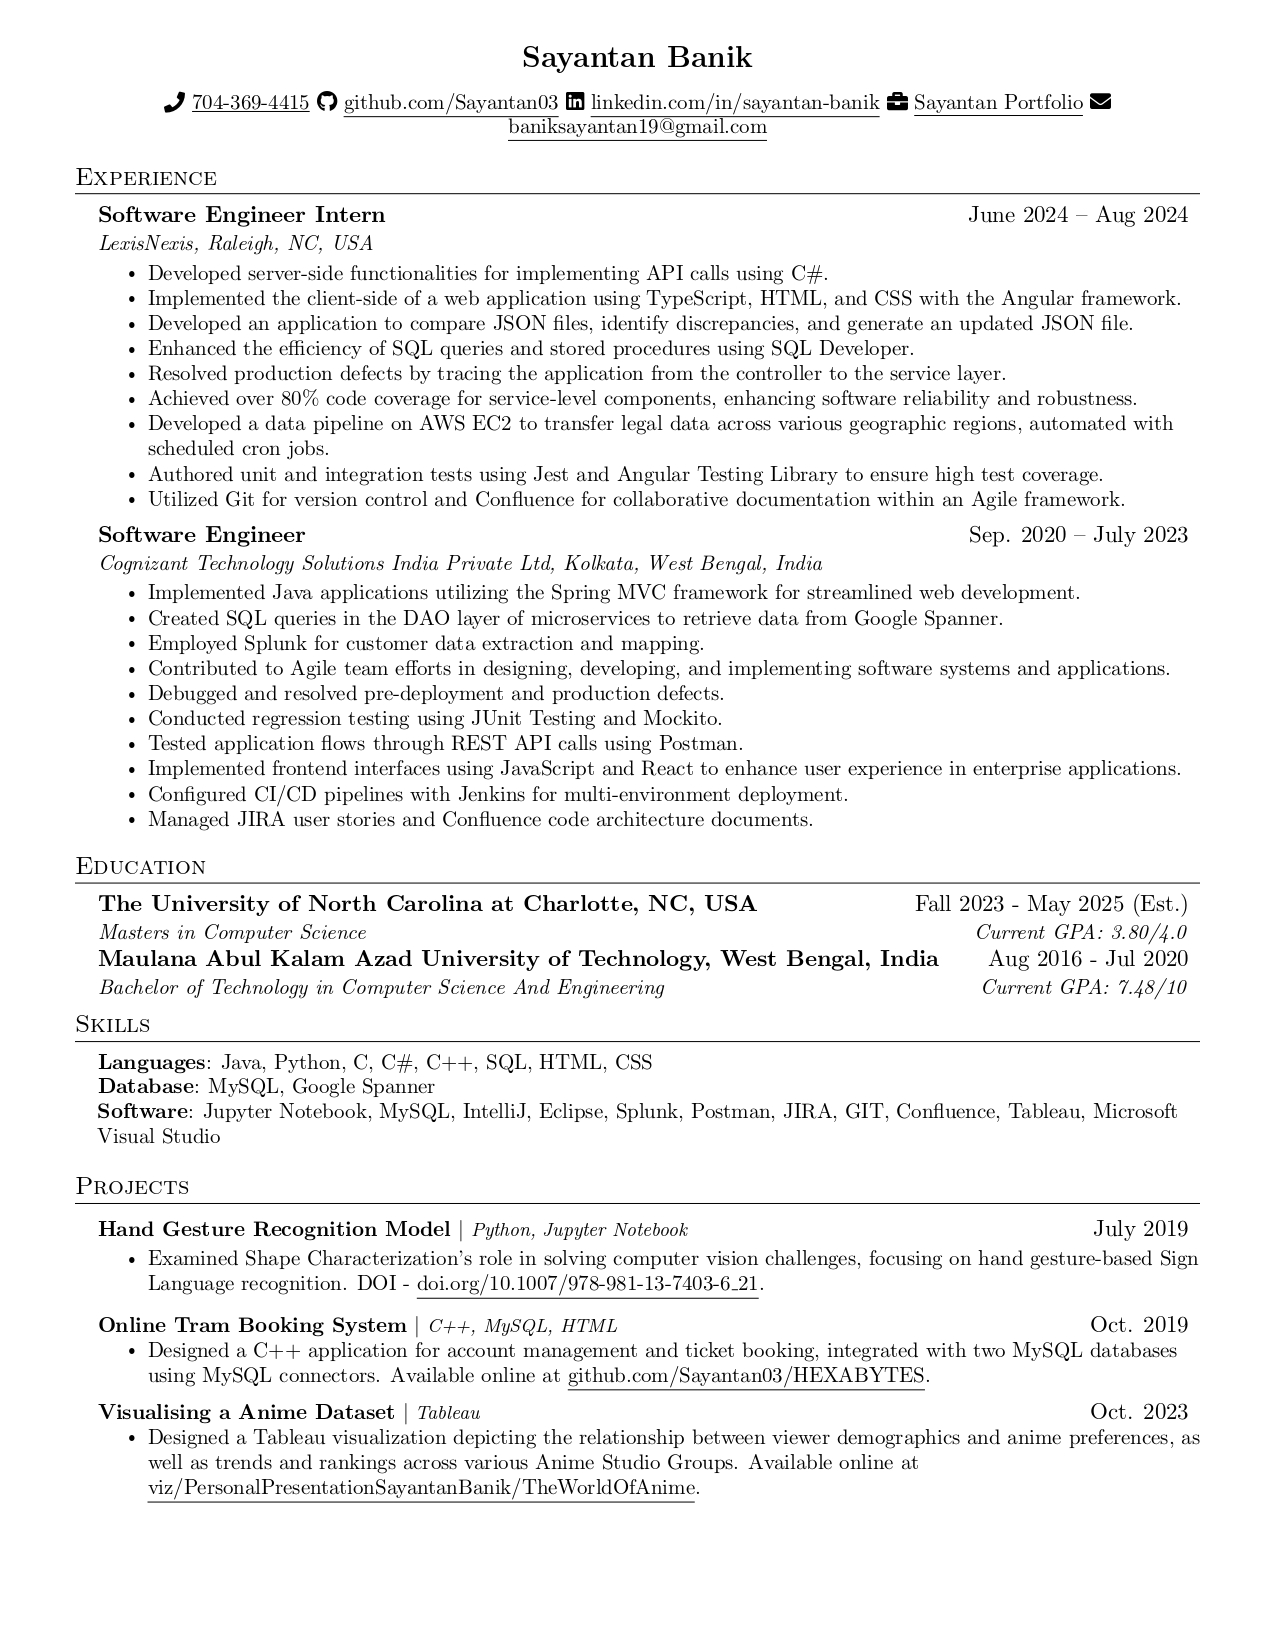 Sayantan Banik
704-369-4415 github.com/Sayantan03 linkedin.com/in/sayantan-banik Sayantan Portfolio
baniksayantan19@gmail.com
Experience
Software Engineer Intern June 2024 – Aug 2024
LexisNexis, Raleigh, NC, USA
• Developed server-side functionalities for implementing API calls using C#.
• Implemented the client-side of a web application using TypeScript, HTML, and CSS with the Angular framework.
• Developed an application to compare JSON files, identify discrepancies, and generate an updated JSON file.
• Enhanced the efficiency of SQL queries and stored procedures using SQL Developer.
• Resolved production defects by tracing the application from the controller to the service layer.
• Achieved over 80% code coverage for service-level components, enhancing software reliability and robustness.
• Developed a data pipeline on AWS EC2 to transfer legal data across various geographic regions, automated with
scheduled cron jobs.
• Authored unit and integration tests using Jest and Angular Testing Library to ensure high test coverage.
• Utilized Git for version control and Confluence for collaborative documentation within an Agile framework.
Software Engineer Sep. 2020 – July 2023
Cognizant Technology Solutions India Private Ltd, Kolkata, West Bengal, India
• Implemented Java applications utilizing the Spring MVC framework for streamlined web development.
• Created SQL queries in the DAO layer of microservices to retrieve data from Google Spanner.
• Employed Splunk for customer data extraction and mapping.
• Contributed to Agile team efforts in designing, developing, and implementing software systems and applications.
• Debugged and resolved pre-deployment and production defects.
• Conducted regression testing using JUnit Testing and Mockito.
• Tested application flows through REST API calls using Postman.
• Implemented frontend interfaces using JavaScript and React to enhance user experience in enterprise applications.
• Configured CI/CD pipelines with Jenkins for multi-environment deployment.
• Managed JIRA user stories and Confluence code architecture documents.
Education
The University of North Carolina at Charlotte, NC, USA Fall 2023 - May 2025 (Est.)
Masters in Computer Science Current GPA: 3.80/4.0
Maulana Abul Kalam Azad University of Technology, West Bengal, India Aug 2016 - Jul 2020
Bachelor of Technology in Computer Science And Engineering Current GPA: 7.48/10
Skills
Languages: Java, Python, C, C#, C++, SQL, HTML, CSS
Database: MySQL, Google Spanner
Software: Jupyter Notebook, MySQL, IntelliJ, Eclipse, Splunk, Postman, JIRA, GIT, Confluence, Tableau, Microsoft
Visual Studio
Projects
Hand Gesture Recognition Model | Python, Jupyter Notebook July 2019
• Examined Shape Characterization's role in solving computer vision challenges, focusing on hand gesture-based Sign
Language recognition. DOI - doi.org/10.1007/978-981-13-7403-6_21.
Online Tram Booking System | C++, MySQL, HTML Oct. 2019
• Designed a C++ application for account management and ticket booking, integrated with two MySQL databases
using MySQL connectors. Available online at github.com/Sayantan03/HEXABYTES.
Visualising a Anime Dataset | Tableau Oct. 2023
• Designed a Tableau visualization depicting the relationship between viewer demographics and anime preferences, as
well as trends and rankings across various Anime Studio Groups. Available online at
viz/PersonalPresentationSayantanBanik/TheWorldOfAnime.